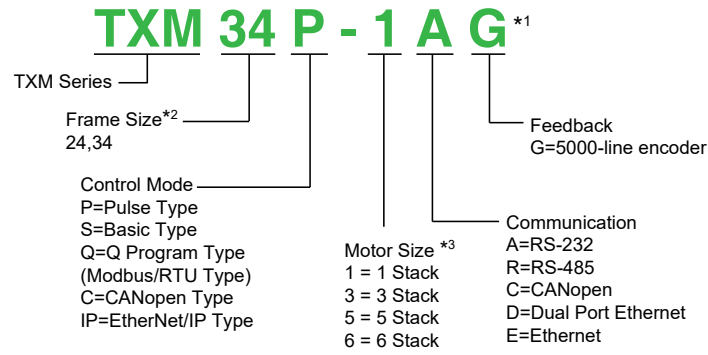 TXM 34 P - 1 A G *1
TXM Series
Frame Size*2
24,34
Control Mode
P=Pulse Type
S=Basic Type
Q=Q Program Type
(Modbus/RTU Type)
C=CANopen Type
IP=EtherNet/IP Type
Motor Size *3
1 = 1 Stack
3 = 3 Stack
5 = 5 Stack
6 = 6 Stack
Communication
A=RS-232
R=RS-485
C=CANopen
D=Dual Port Ethernet
E=Ethernet
Feedback
G=5000-line encoder